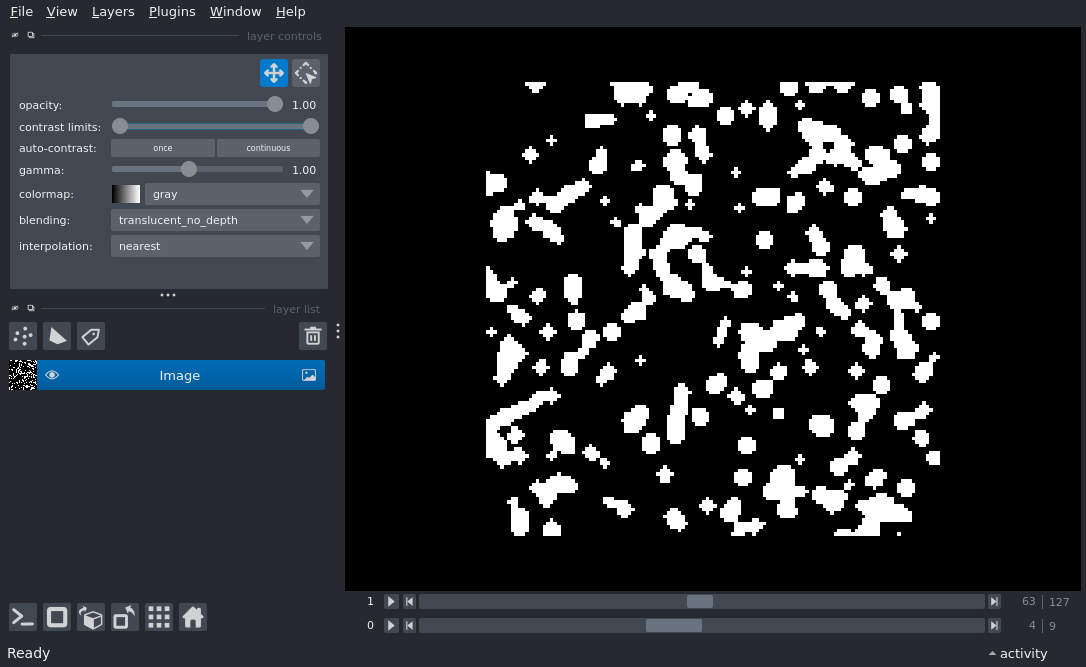 File View Layers Plugins Window Help
layer controls
opacity: 1.00
contrast limits:
auto-contrast: once continuous
gamma: 1.00
colormap: gray
blending: translucent_no_depth
interpolation: nearest
layer list
Image
1 63 | 127
0 4 | 9
Ready activity